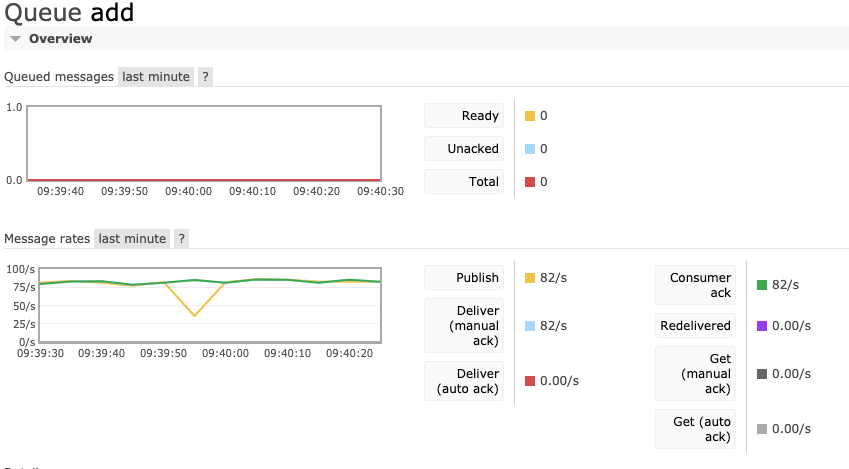 Queue add
Overview
Queued messages last minute ?
1.0
0.0
09:39:40 09:39:50 09:40:00 09:40:10 09:40:20 09:40:30
Ready 0
Unacked 0
Total 0
Message rates last minute ?
100/s
75/s
50/s
25/s
0/s
09:39:30 09:39:40 09:39:50 09:40:00 09:40:10 09:40:20
Publish 82/s
Deliver
(manual 82/s
ack)
Deliver
(auto ack) 0.00/s
Consumer
ack 82/s
Redelivered 0.00/s
Get
(manual 0.00/s
ack)
Get (auto
ack) 0.00/s